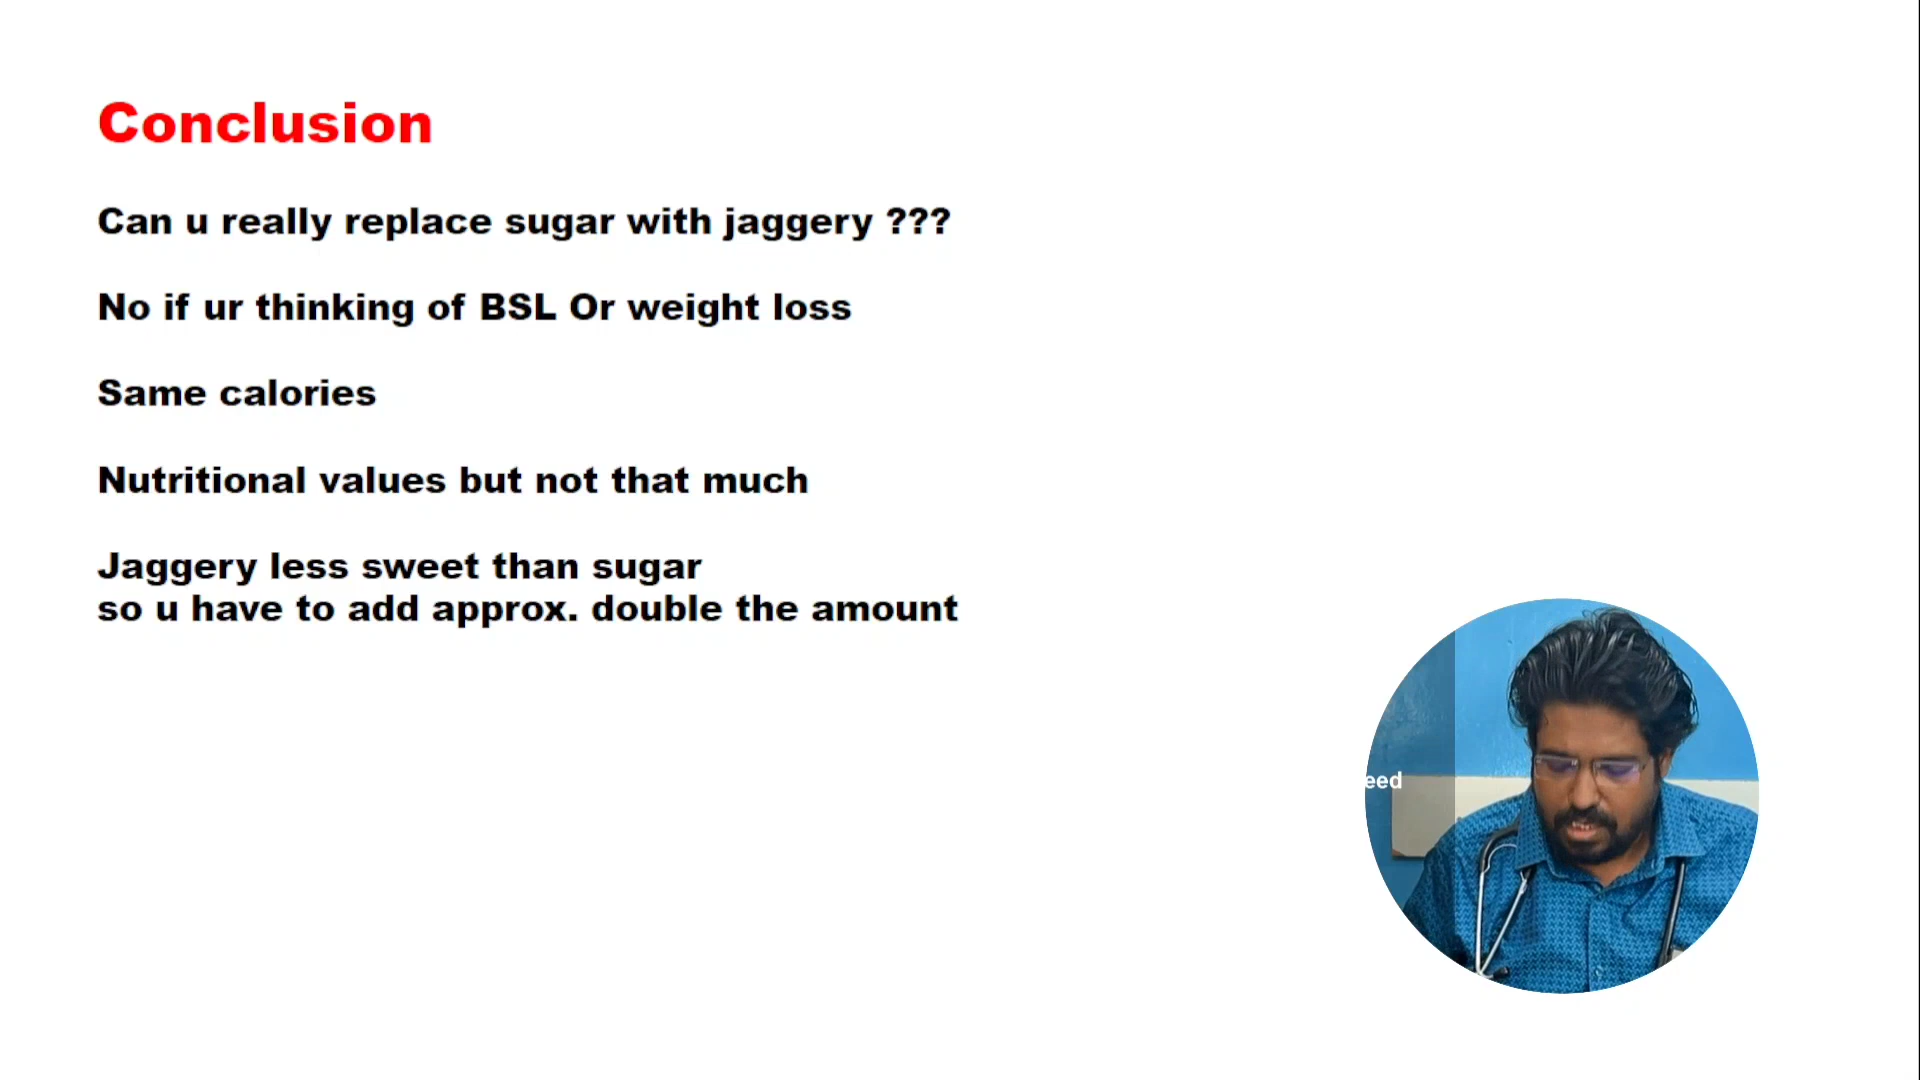 Conclusion
Can u really replace sugar with jaggery ???
No if ur thinking of BSL Or weight loss
Same calories
Nutritional values but not that much
Jaggery less sweet than sugar
so u have to add approx. double the amount
eed